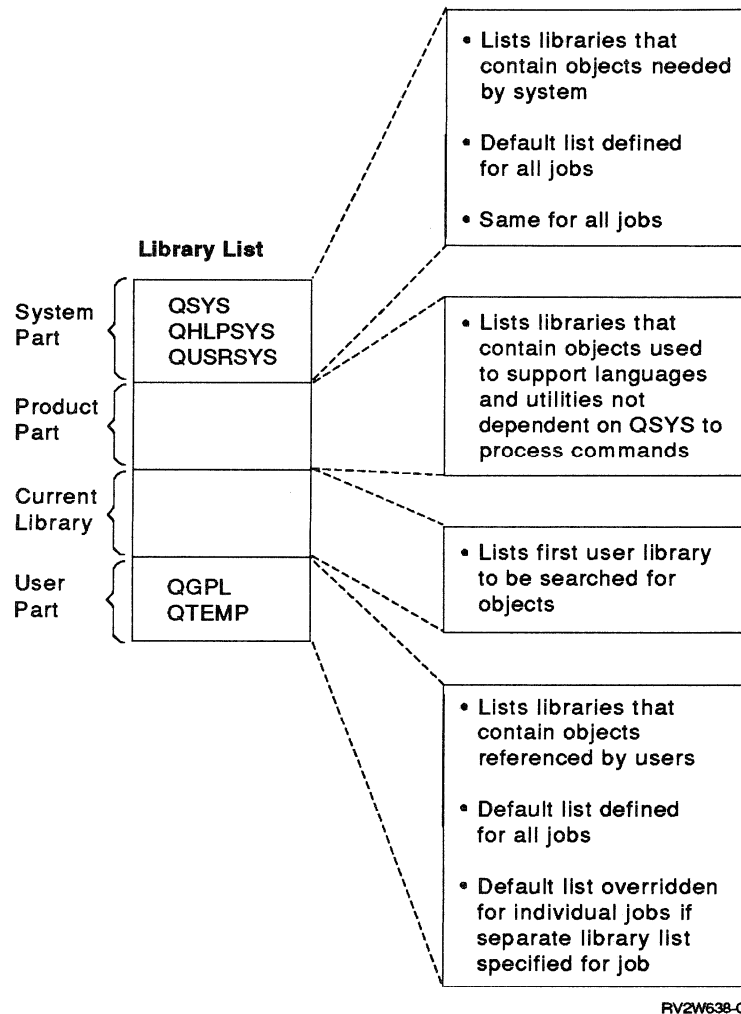 • Lists libraries that
contain objects needed
by system
• Default list defined
for all jobs
• Same for all jobs
Library List
System
Part
QSYS
QHLPSYS
QUSRSYS
Product
Part
• Lists libraries that
contain objects used
to support languages
and utilities not
dependent on QSYS to
process commands
Current
Library
• Lists first user library
to be searched for
objects
User
Part
QGPL
QTEMP
• Lists libraries that
contain objects
referenced by users
• Default list defined
for all jobs
• Default list overridden
for individual jobs if
separate library list
specified for job
RV2W638-0